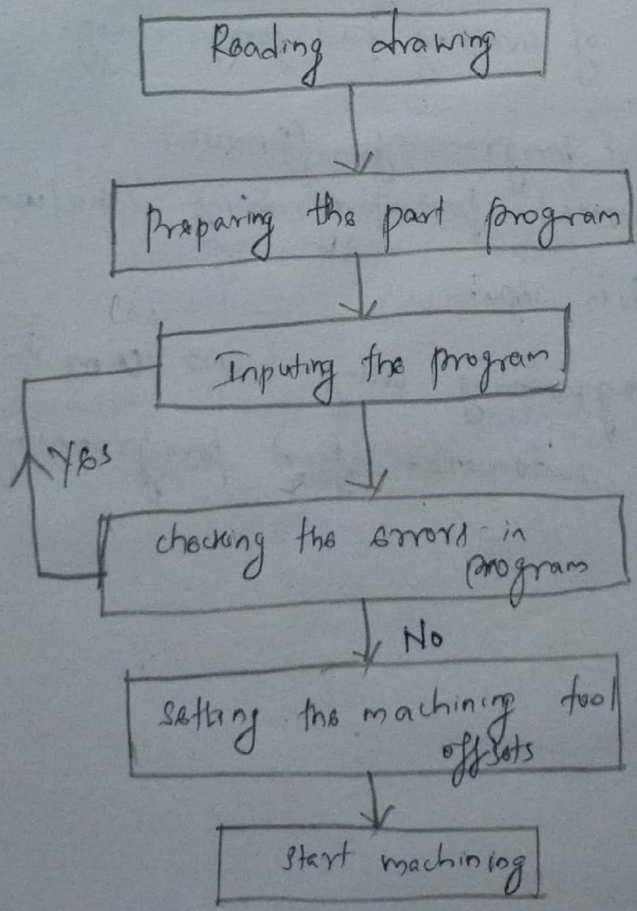 Reading drawing
Preparing the part program
Inputing the program
Yes
checking the errors in
program
No
Setting the machining tool
offsets
Start machining